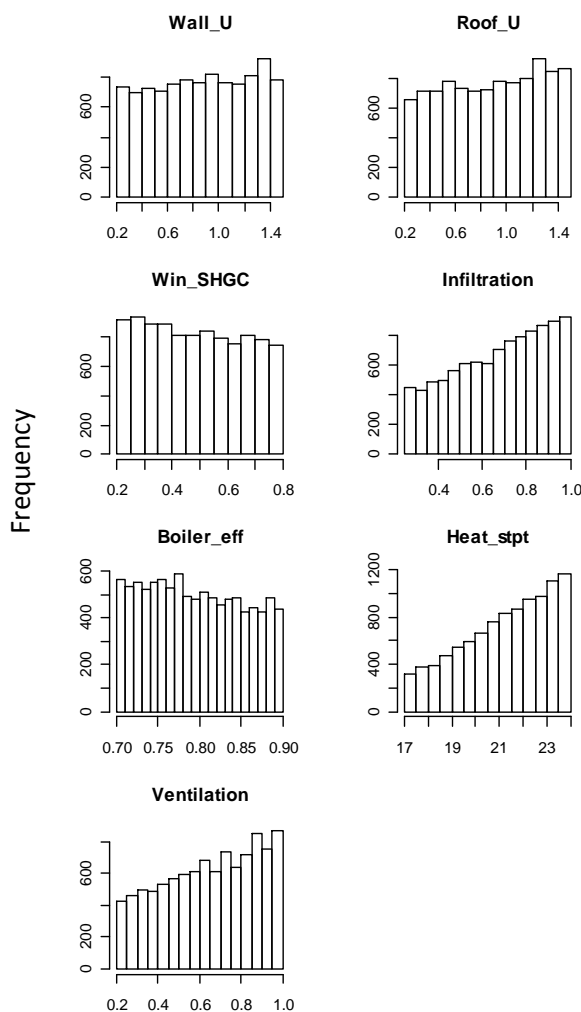 Frequency
Wall_U
0 200 600
0.2 0.6 1.0 1.4
Roof_U
0 200 600
0.2 0.6 1.0 1.4
Win_SHGC
0 200 600
0.2 0.4 0.6 0.8
Infiltration
0 200 600
0.4 0.6 0.8 1.0
Boiler_eff
0 200 400 600
0.70 0.75 0.80 0.85 0.90
Heat_stpt
0 400 800 1200
17 19 21 23
Ventilation
0 200 600
0.2 0.4 0.6 0.8 1.0